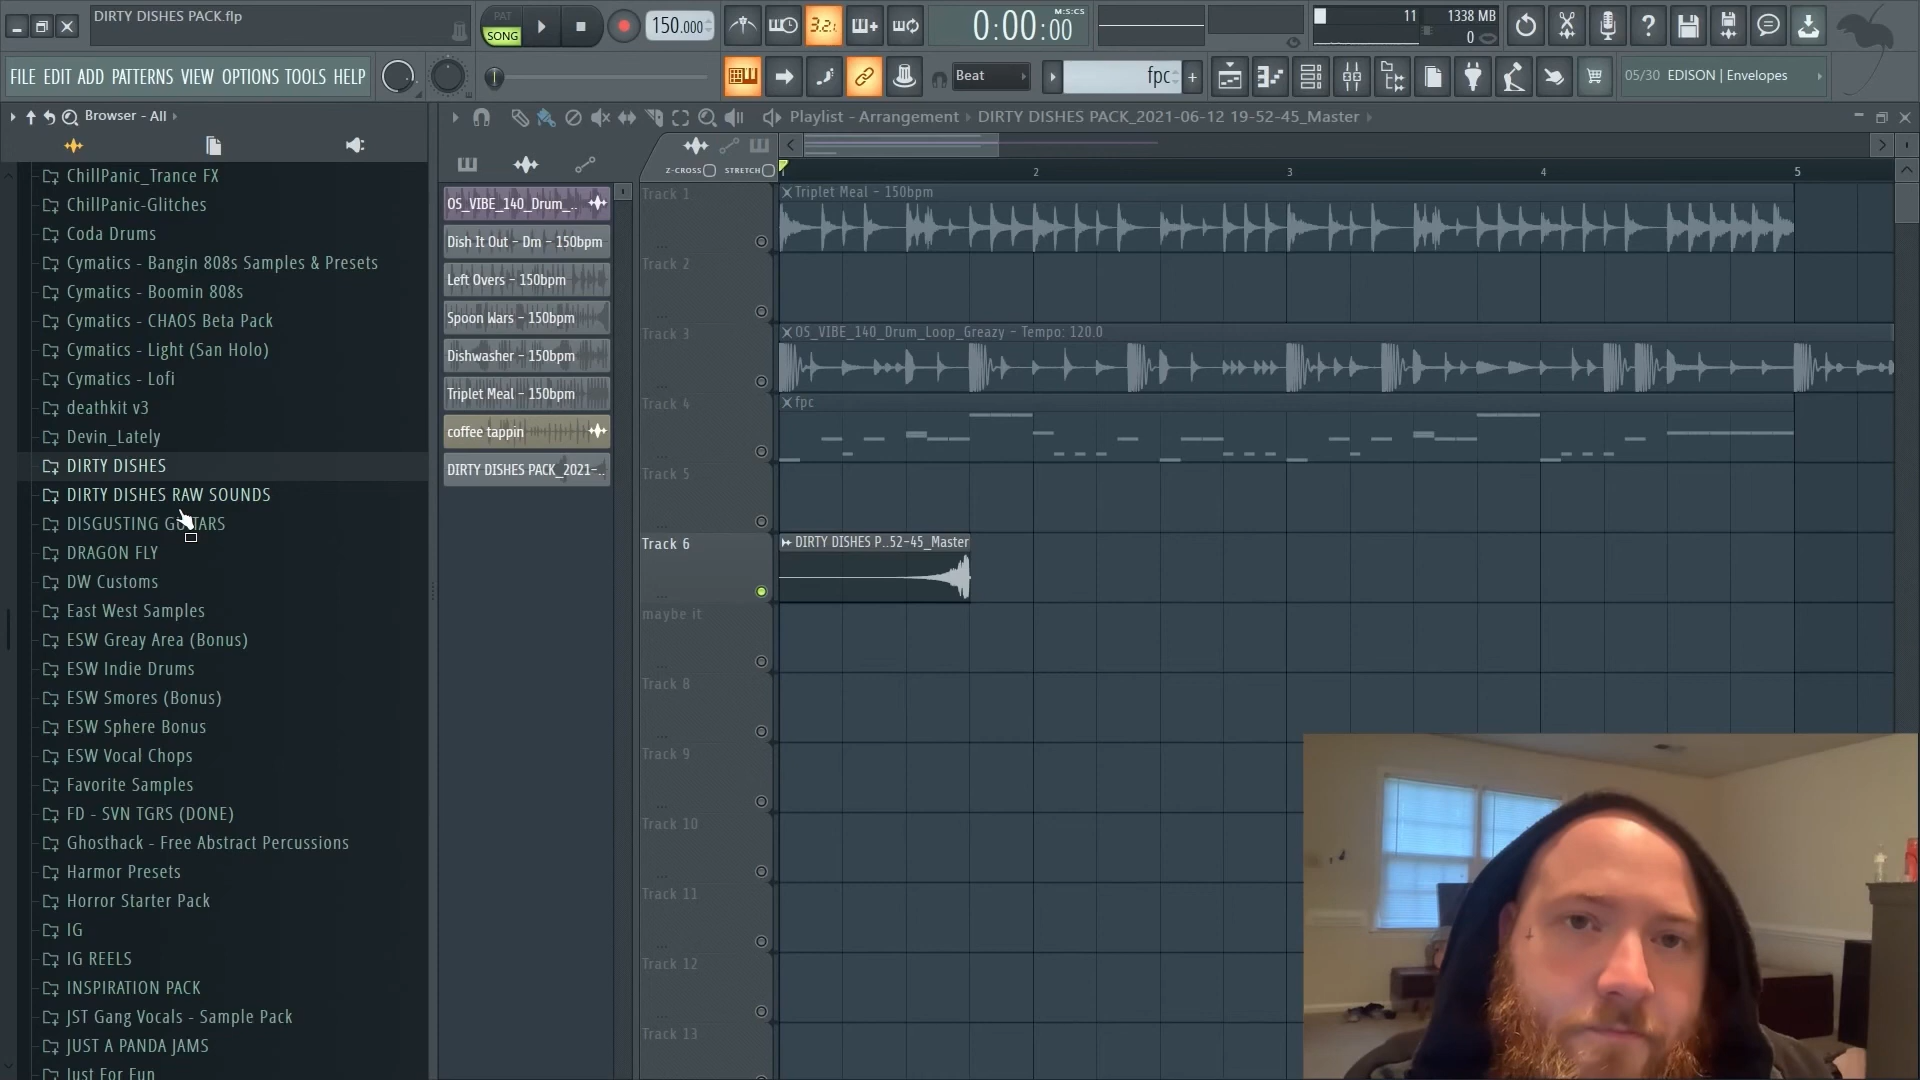 DIRTY DISHES PACK.flp
PAT
SONG
150.000
3.2.
0:00:00
M:S:CS
11
1338 MB
0
FILE EDIT ADD PATTERNS VIEW OPTIONS TOOLS HELP
Beat
fpc
05/30 EDISON | Envelopes
Browser - All
Playlist - Arrangement
DIRTY DISHES PACK_2021-06-12 19-52-45_Master
Z-CROSS
STRETCH
1
2
3
4
5
ChillPanic_Trance FX
ChillPanic-Glitches
Coda Drums
Cymatics - Bangin 808s Samples & Presets
Cymatics - Boomin 808s
Cymatics - CHAOS Beta Pack
Cymatics - Light (San Holo)
Cymatics - Lofi
deathkit v3
Devin_Lately
DIRTY DISHES
DIRTY DISHES RAW SOUNDS
DISGUSTING GUITARS
DRAGON FLY
DW Customs
East West Samples
ESW Greay Area (Bonus)
ESW Indie Drums
ESW Smores (Bonus)
ESW Sphere Bonus
ESW Vocal Chops
Favorite Samples
FD - SVN TGRS (DONE)
Ghosthack - Free Abstract Percussions
Harmor Presets
Horror Starter Pack
IG
IG REELS
INSPIRATION PACK
JST Gang Vocals - Sample Pack
JUST A PANDA JAMS
Just For Fun
OS_VIBE_140_Drum_..
Dish It Out - Dm - 150bpm
Left Overs - 150bpm
Spoon Wars - 150bpm
Dishwasher - 150bpm
Triplet Meal - 150bpm
coffee tappin
DIRTY DISHES PACK_2021-..
Track 1
Triplet Meal - 150bpm
Track 2
Track 3
OS_VIBE_140_Drum_Loop_Greazy - Tempo: 120.0
Track 4
fpc
Track 5
Track 6
DIRTY DISHES P..52-45_Master
maybe it
Track 8
Track 9
Track 10
Track 11
Track 12
Track 13